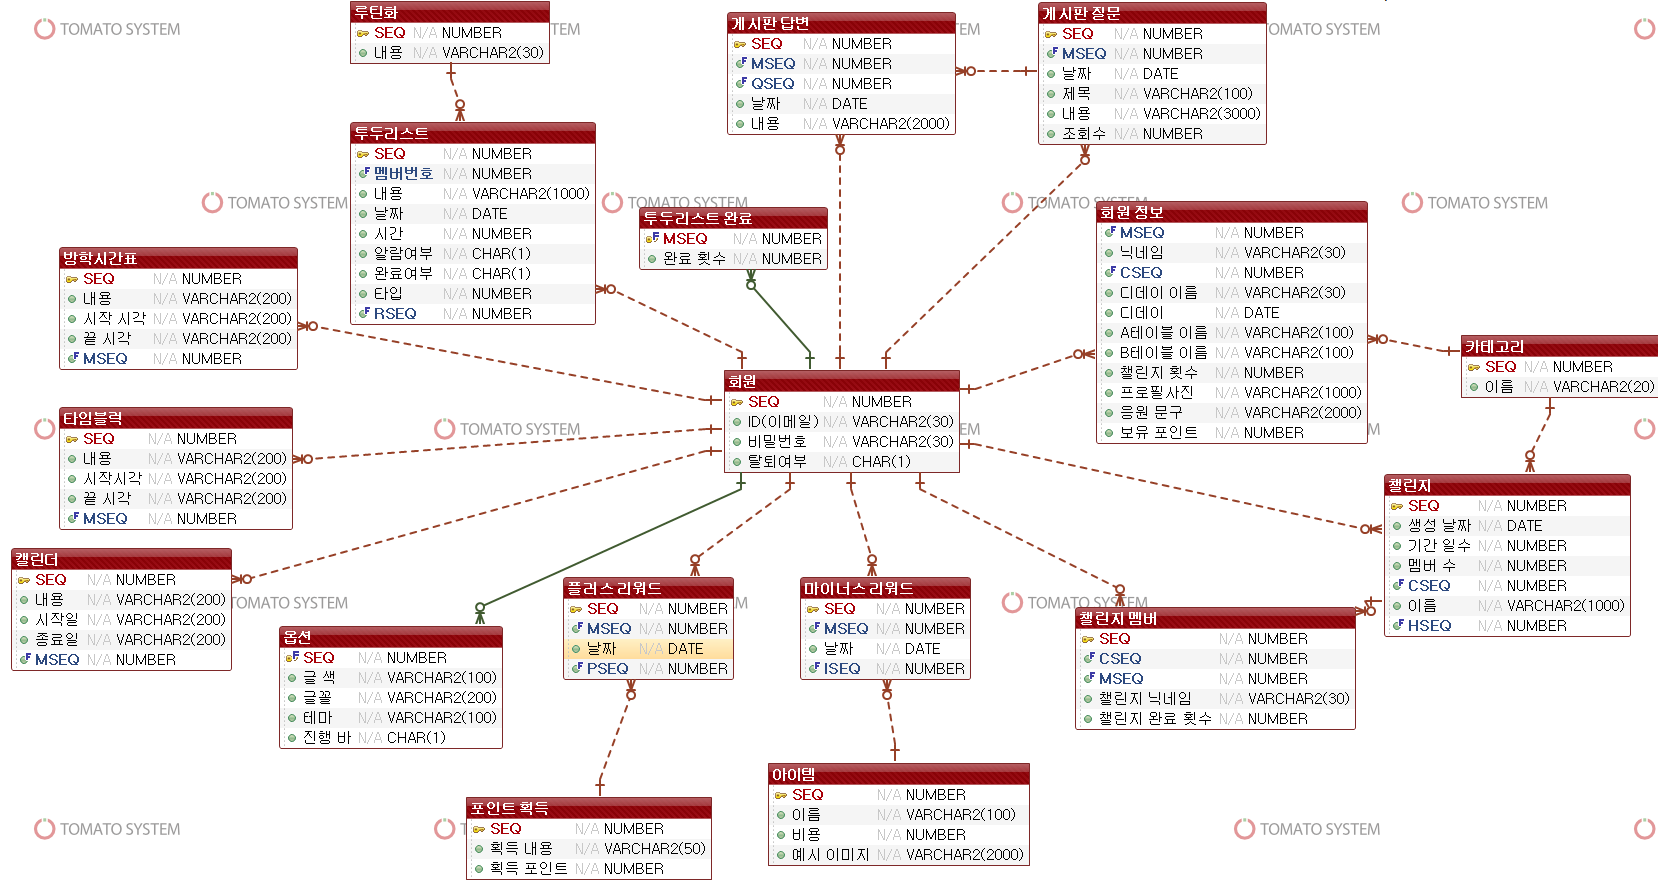 루틴화
SEQ N/A NUMBER
내용 N/A VARCHAR2(30)
게시판 답변
SEQ N/A NUMBER
MSEQ N/A NUMBER
QSEQ N/A NUMBER
날짜 N/A DATE
내용 N/A VARCHAR2(2000)
게시판 질문
SEQ N/A NUMBER
MSEQ N/A NUMBER
날짜 N/A DATE
제목 N/A VARCHAR2(100)
내용 N/A VARCHAR2(3000)
조회수 N/A NUMBER
투두리스트
SEQ N/A NUMBER
멤버번호 N/A NUMBER
내용 N/A VARCHAR2(1000)
날짜 N/A DATE
시간 N/A NUMBER
알람여부 N/A CHAR(1)
완료여부 N/A CHAR(1)
타입 N/A NUMBER
RSEQ N/A NUMBER
투두리스트 완료
MSEQ N/A NUMBER
완료 횟수 N/A NUMBER
회원 정보
MSEQ N/A NUMBER
닉네임 N/A VARCHAR2(30)
CSEQ N/A NUMBER
디데이 이름 N/A VARCHAR2(30)
디데이 N/A DATE
A테이블 이름 N/A VARCHAR2(100)
B테이블 이름 N/A VARCHAR2(100)
챌린지 횟수 N/A NUMBER
프로필사진 N/A VARCHAR2(1000)
응원 문구 N/A VARCHAR2(2000)
보유 포인트 N/A NUMBER
방학시간표
SEQ N/A NUMBER
내용 N/A VARCHAR2(200)
시작 시각 N/A VARCHAR2(200)
끝 시각 N/A VARCHAR2(200)
MSEQ N/A NUMBER
카테고리
SEQ N/A NUMBER
이름 N/A VARCHAR2(20)
회원
SEQ N/A NUMBER
ID(이메일) N/A VARCHAR2(30)
비밀번호 N/A VARCHAR2(30)
탈퇴여부 N/A CHAR(1)
타임블럭
SEQ N/A NUMBER
내용 N/A VARCHAR2(200)
시작시각 N/A VARCHAR2(200)
끝 시각 N/A VARCHAR2(200)
MSEQ N/A NUMBER
챌린지
SEQ N/A NUMBER
생성 날짜 N/A DATE
기간 일수 N/A NUMBER
멤버 수 N/A NUMBER
CSEQ N/A NUMBER
이름 N/A VARCHAR2(1000)
HSEQ N/A NUMBER
캘린더
SEQ N/A NUMBER
내용 N/A VARCHAR2(200)
시작일 N/A VARCHAR2(200)
종료일 N/A VARCHAR2(200)
MSEQ N/A NUMBER
옵션
SEQ N/A NUMBER
글 색 N/A VARCHAR2(100)
글꼴 N/A VARCHAR2(200)
테마 N/A VARCHAR2(100)
진행 바 N/A CHAR(1)
플러스 리워드
SEQ N/A NUMBER
MSEQ N/A NUMBER
날짜 N/A DATE
PSEQ N/A NUMBER
마이너스 리워드
SEQ N/A NUMBER
MSEQ N/A NUMBER
날짜 N/A DATE
ISEQ N/A NUMBER
챌린지 멤버
SEQ N/A NUMBER
CSEQ N/A NUMBER
MSEQ N/A NUMBER
챌린지 닉네임 N/A VARCHAR2(30)
챌린지 완료 횟수 N/A NUMBER
포인트 획득
SEQ N/A NUMBER
획득 내용 N/A VARCHAR2(50)
획득 포인트 N/A NUMBER
아이템
SEQ N/A NUMBER
이름 N/A VARCHAR2(100)
비용 N/A NUMBER
예시 이미지 N/A VARCHAR2(2000)
TOMATO SYSTEM
TOMATO SYSTEM
TOMATO SYSTEM
TOMATO SYSTEM
TOMATO SYSTEM
TOMATO SYSTEM
TOMATO SYSTEM
TOMATO SYSTEM
TOMATO SYSTEM
TOMATO SYSTEM